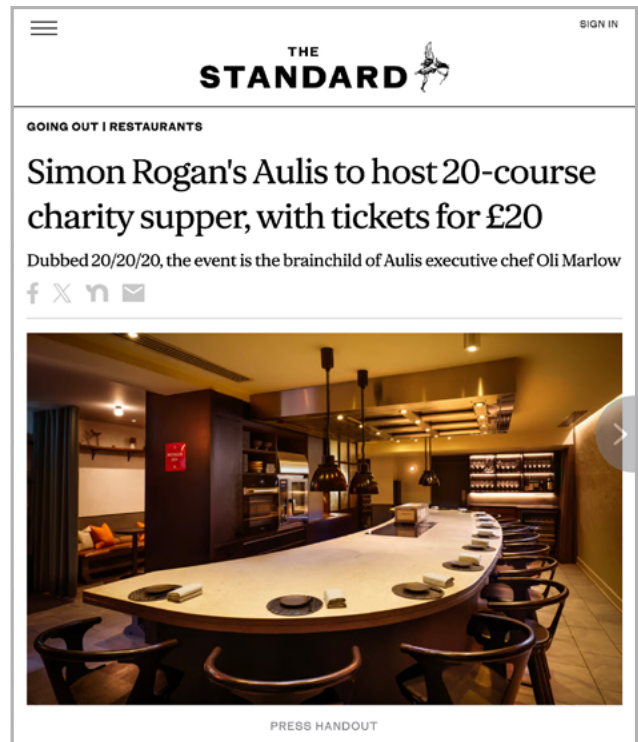 SIGN IN
THE
STANDARD
GOING OUT | RESTAURANTS
Simon Rogan's Aulis to host 20-course
charity supper, with tickets for £20
Dubbed 20/20/20, the event is the brainchild of Aulis executive chef Oli Marlow
PRESS HANDOUT